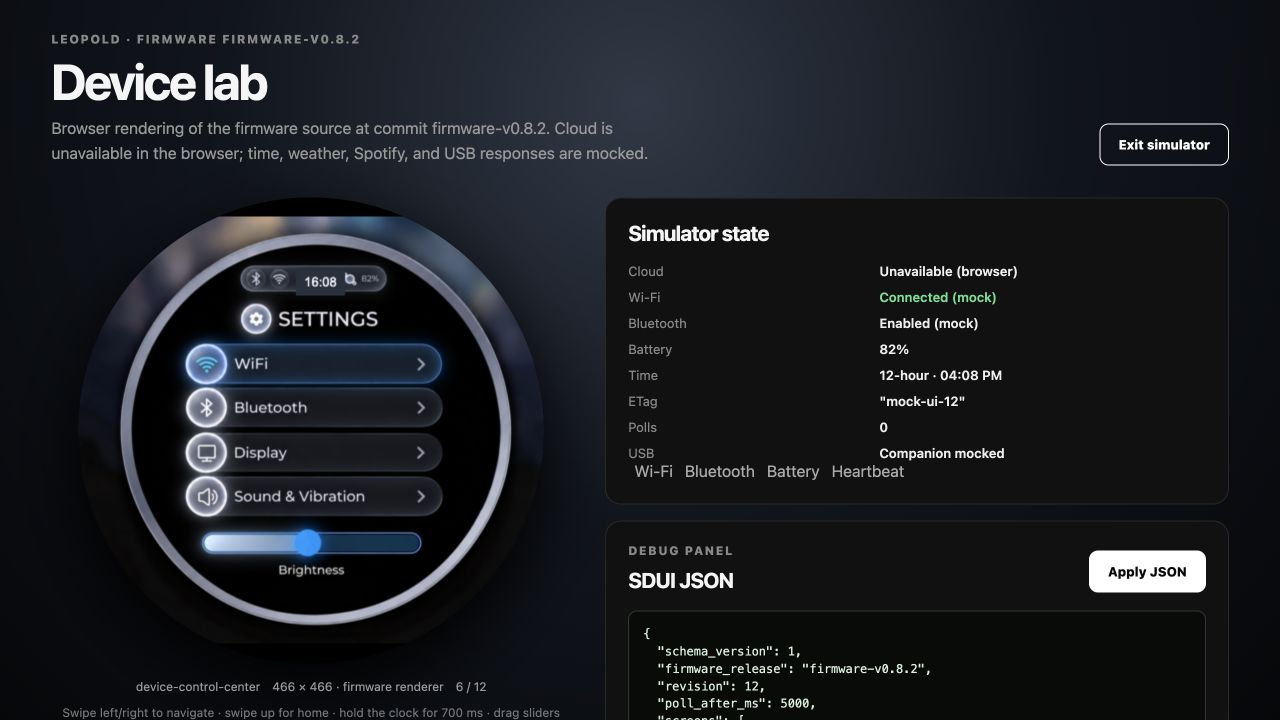 LEOPOLD · FIRMWARE FIRMWARE-V0.8.2
Device lab
Browser rendering of the firmware source at commit firmware-v0.8.2. Cloud is
unavailable in the browser; time, weather, Spotify, and USB responses are mocked.
Exit simulator
16:08
82%
SETTINGS
WiFi
Bluetooth
Display
Sound & Vibration
Brightness
device-control-center 466 × 466 · firmware renderer 6 / 12
Swipe left/right to navigate · swipe up for home · hold the clock for 700 ms · drag sliders
Simulator state
Cloud Unavailable (browser)
Wi-Fi Connected (mock)
Bluetooth Enabled (mock)
Battery 82%
Time 12-hour · 04:08 PM
ETag "mock-ui-12"
Polls 0
USB Companion mocked
Wi-Fi Bluetooth Battery Heartbeat
DEBUG PANEL
SDUI JSON
Apply JSON
{
"schema_version": 1,
"firmware_release": "firmware-v0.8.2",
"revision": 12,
"poll_after_ms": 5000,
"screens": [